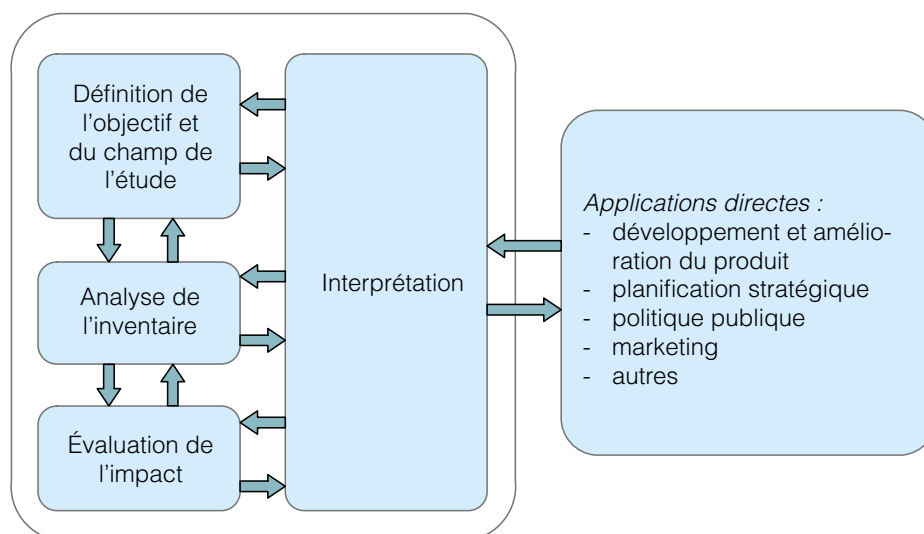 Définition de
l'objectif et
du champ de
l'étude
Analyse de
l'inventaire
Évaluation de
l'impact
Interprétation
Applications directes :
- développement et amélio-
ration du produit
- planification stratégique
- politique publique
- marketing
- autres